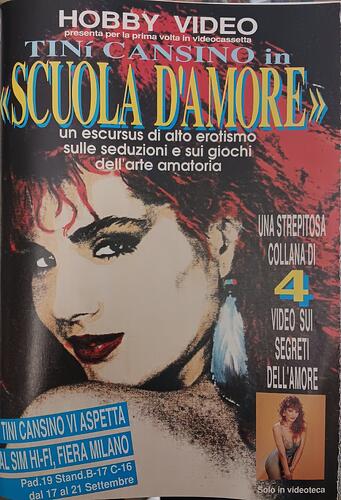 HOBBY VIDEO
presenta per la prima volta in videocassetta
TINí CANSINO in
«SCUOLA D'AMORE»
un escursus di alto erotismo
sulle seduzioni e sui giochi
dell'arte amatoria
UNA STREPITOSA
COLLANA DI
4
VIDEO SUI
SEGRETI
DELL'AMORE
TINI CANSINO VI ASPETTA
AL SIM HI-FI, FIERA MILANO
Pad.19 Stand.B-17 C-16
dal 17 al 21 Settembre
Solo in videoteca